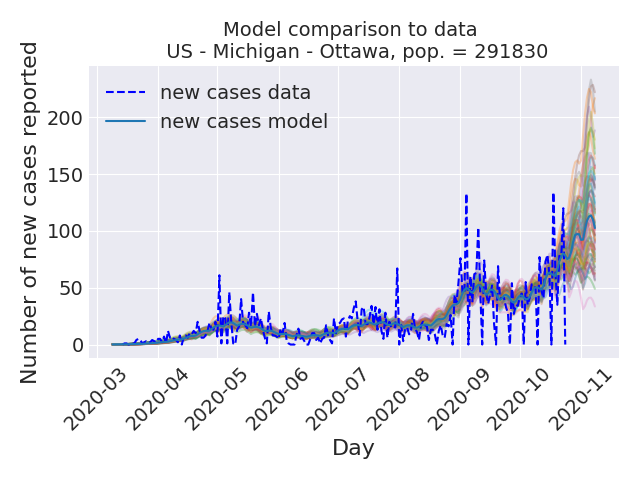 Model comparison to data
US - Michigan - Ottawa, pop. = 291830
Number of new cases reported
new cases data
new cases model
200
150
100
50
0
2020-03
2020-04
2020-05
2020-06
2020-07
2020-08
2020-09
2020-10
2020-11
Day